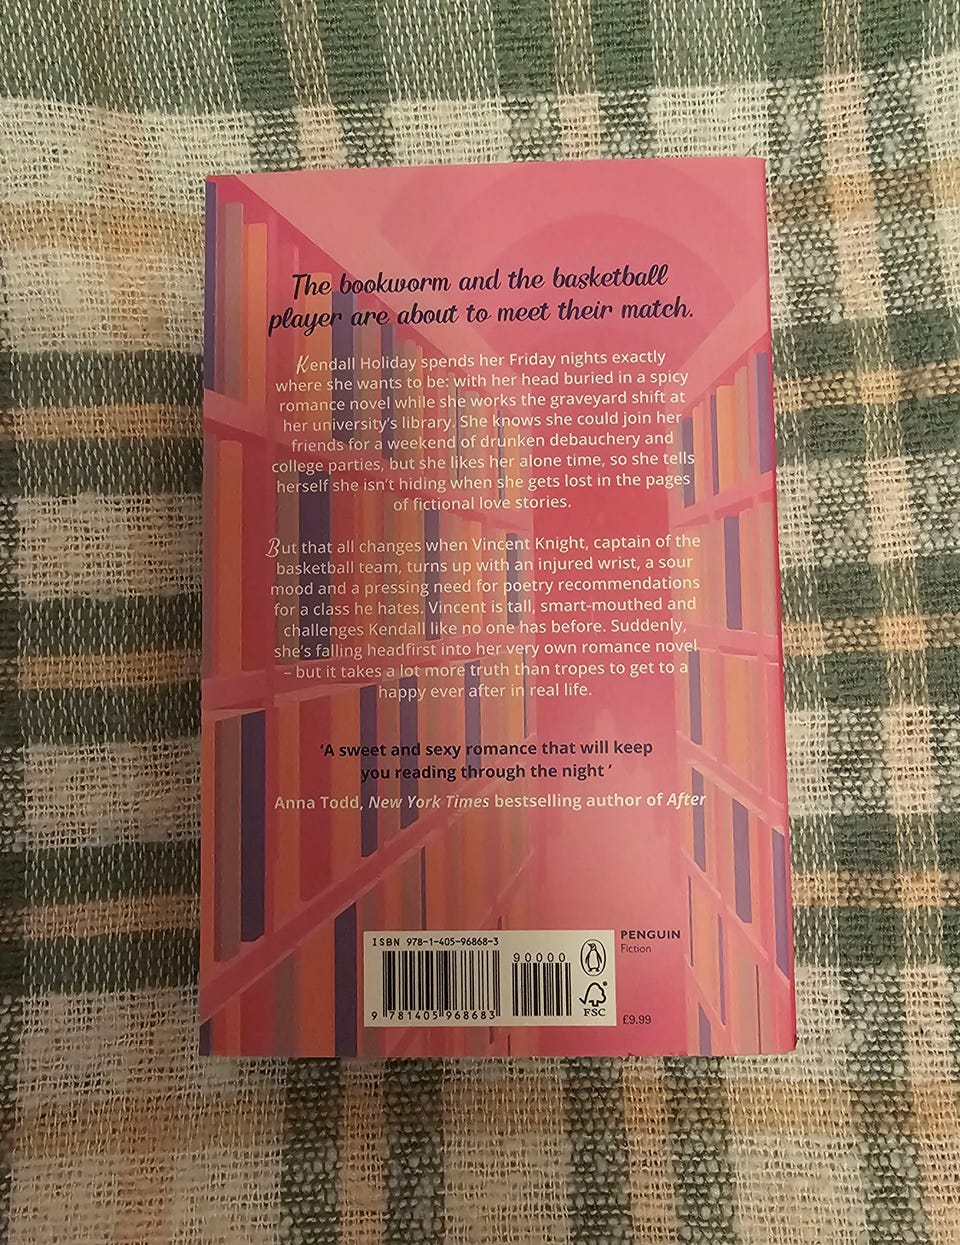 The bookworm and the basketball
player are about to meet their match.
Kendall Holiday spends her Friday nights exactly
where she wants to be: with her head buried in a spicy
romance novel while she works the graveyard shift at
her university's library. She knows she could join her
friends for a weekend of drunken debauchery and
college parties, but she likes her alone time, so she tells
herself she isn't hiding when she gets lost in the pages
of fictional love stories.
But that all changes when Vincent Knight, captain of the
basketball team, turns up with an injured wrist, a sour
mood and a pressing need for poetry recommendations
for a class he hates. Vincent is tall, smart-mouthed and
challenges Kendall like no one has before. Suddenly,
she's falling headfirst into her very own romance novel
– but it takes a lot more truth than tropes to get to a
happy ever after in real life.
'A sweet and sexy romance that will keep
you reading through the night '
Anna Todd, New York Times bestselling author of After
ISBN 978-1-405-96868-3
90000
9 781405 968683
FSC
PENGUIN
Fiction
£9.99